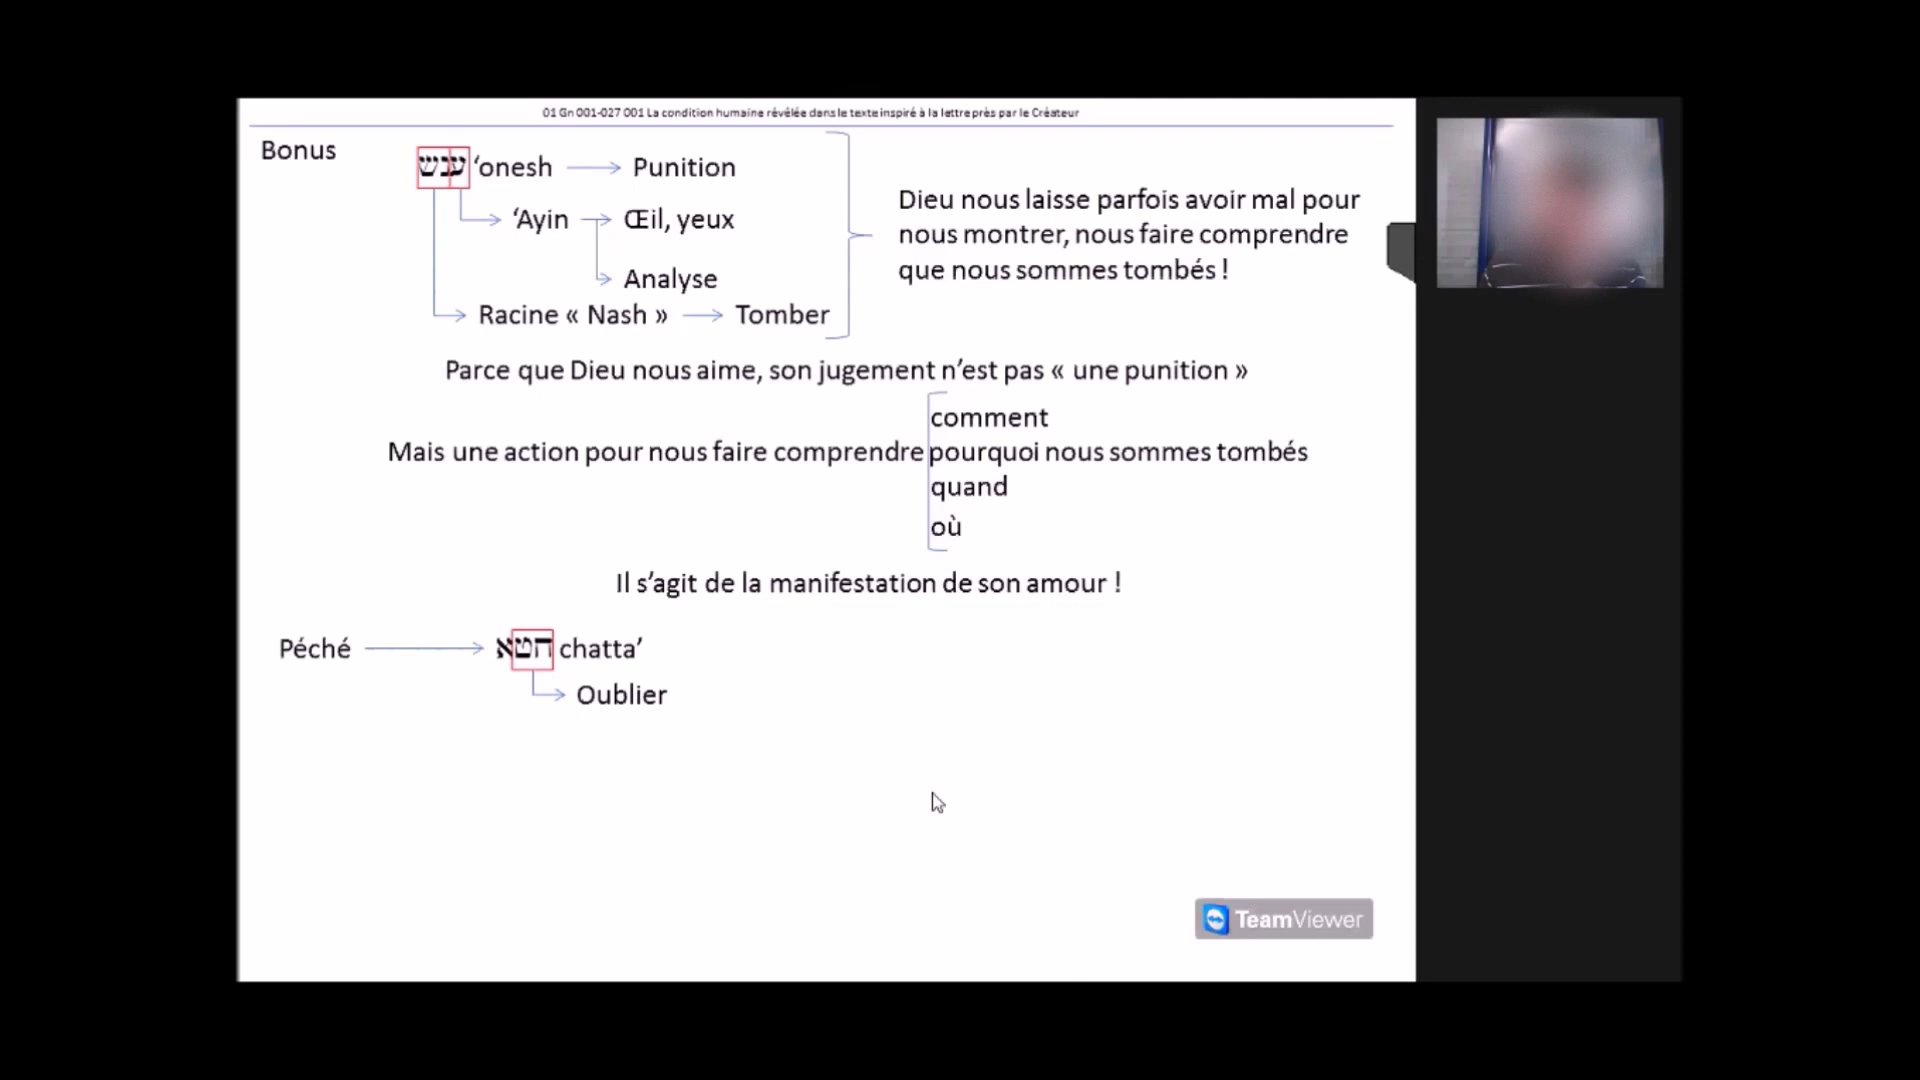 01 Gn 001-027 001 La condition humaine révélée dans le texte inspiré à la lettre près par le Créateur
Bonus
ענש ‘onesh Punition
‘Ayin Œil, yeux
Analyse
Racine « Nash » Tomber
Dieu nous laisse parfois avoir mal pour
nous montrer, nous faire comprendre
que nous sommes tombés !
Parce que Dieu nous aime, son jugement n’est pas « une punition »
comment
Mais une action pour nous faire comprendre pourquoi nous sommes tombés
quand
où
Il s’agit de la manifestation de son amour !
Péché חטא chatta’
Oublier
TeamViewer